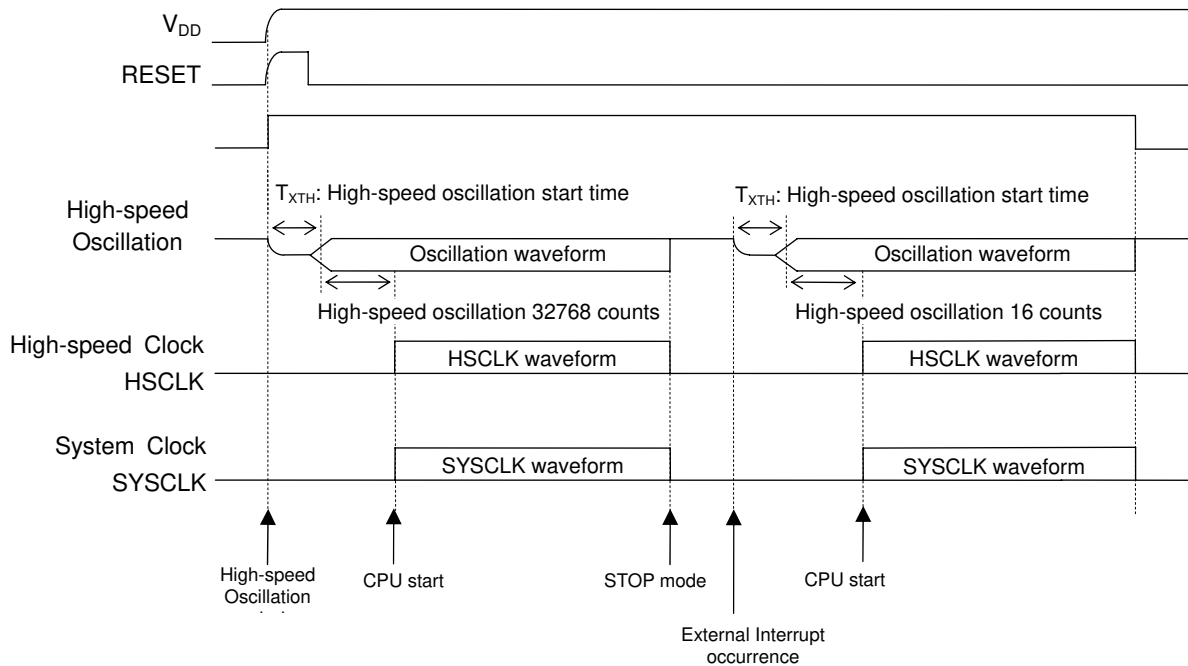 VDD
RESET
TXTH: High-speed oscillation start time
TXTH: High-speed oscillation start time
High-speed
Oscillation
Oscillation waveform
Oscillation waveform
High-speed oscillation 32768 counts
High-speed oscillation 16 counts
High-speed Clock
HSCLK
HSCLK waveform
HSCLK waveform
System Clock
SYSCLK
SYSCLK waveform
SYSCLK waveform
High-speed
Oscillation
CPU start
STOP mode
CPU start
External Interrupt
occurrence